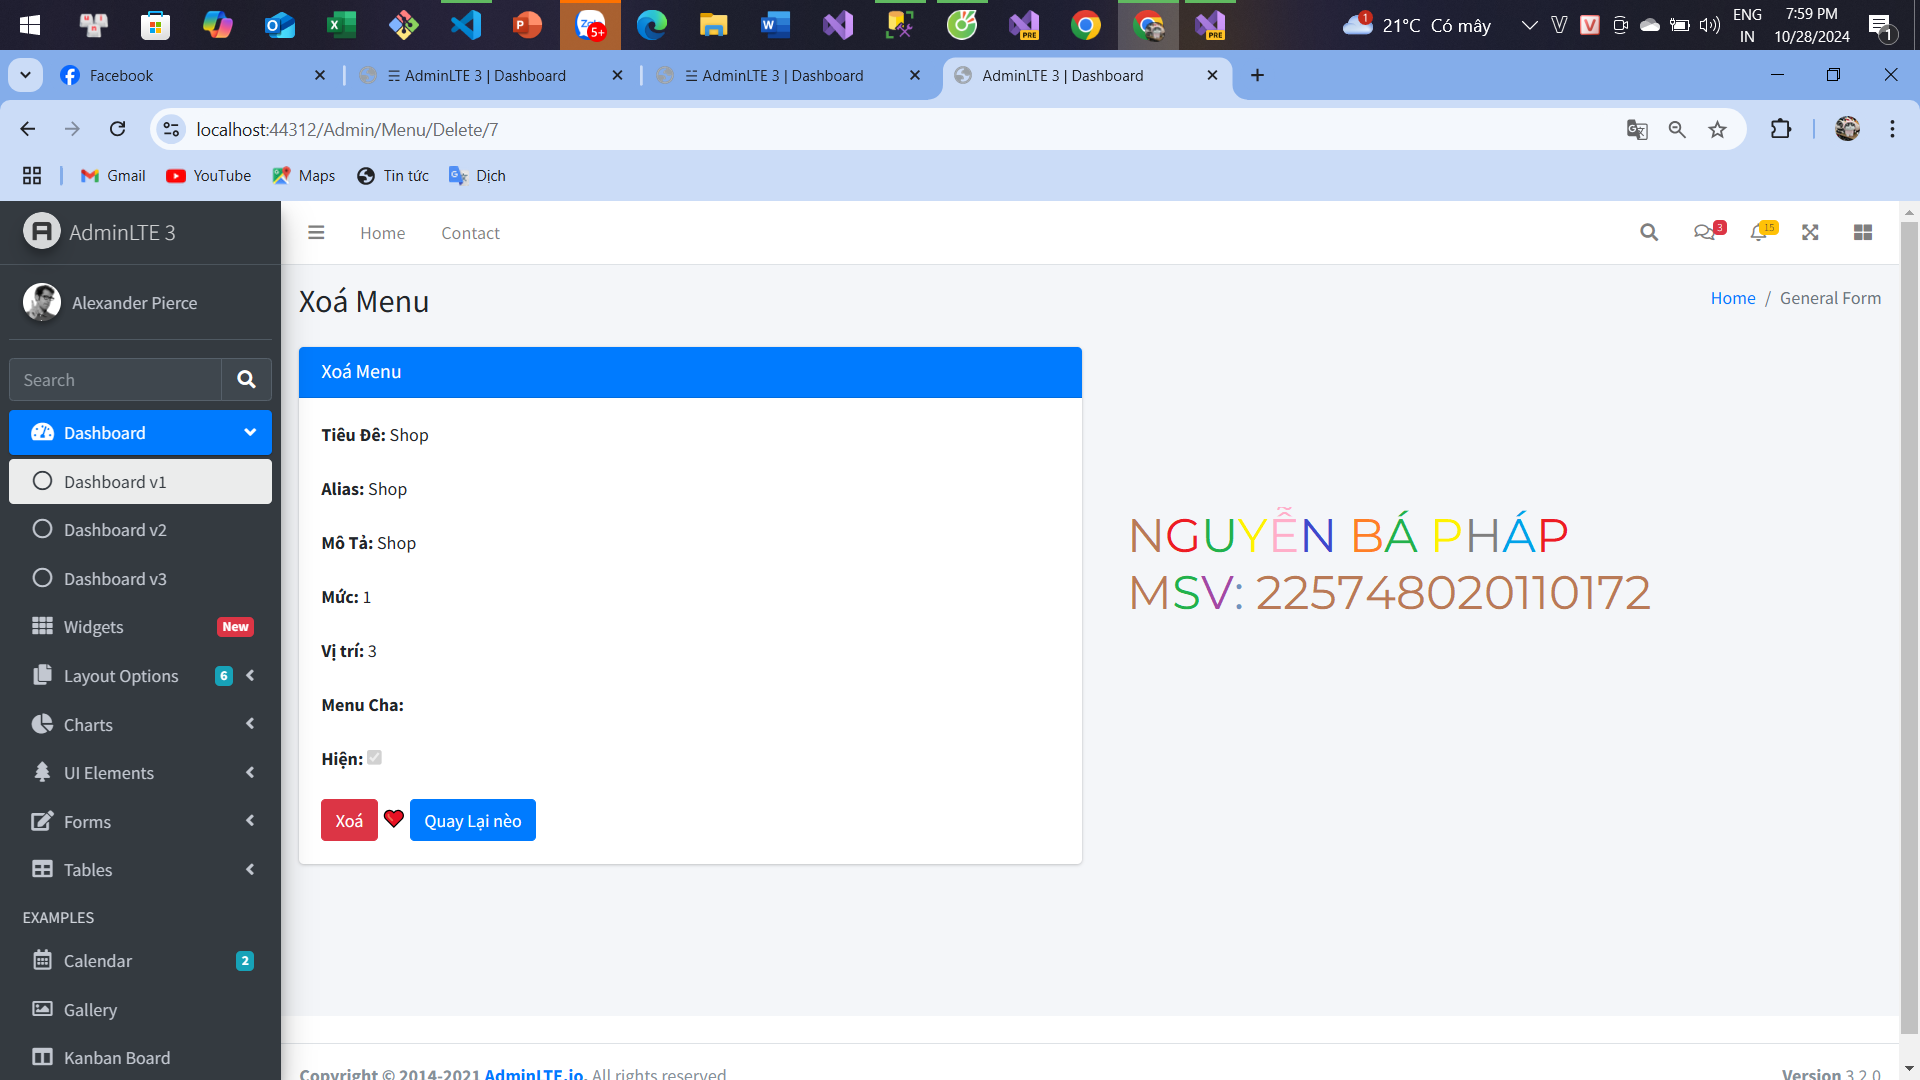 21°C Có mây
ENG
IN
7:59 PM
10/28/2024
Facebook
AdminLTE 3 | Dashboard
AdminLTE 3 | Dashboard
AdminLTE 3 | Dashboard
localhost:44312/Admin/Menu/Delete/7
Gmail
YouTube
Maps
Tin tức
Dịch
AdminLTE 3
Home
Contact
3
15
Alexander Pierce
Search
Dashboard
Dashboard v1
Dashboard v2
Dashboard v3
Widgets New
Layout Options 6
Charts
UI Elements
Forms
Tables
EXAMPLES
Calendar 2
Gallery
Kanban Board
Xoá Menu
Home / General Form
Xoá Menu
Tiêu Đê: Shop
Alias: Shop
Mô Tả: Shop
Mức: 1
Vị trí: 3
Menu Cha:
Hiện:
Xoá
Quay Lại nèo
NGUYỄN BÁ PHÁP
MSV: 225748020110172
Copyright © 2014-2021 AdminLTE.io. All rights reserved.
Version 3.2.0